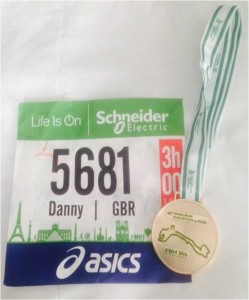 Life Is On | Schneider
Electric
5681
3h
00
Danny | GBR
asics